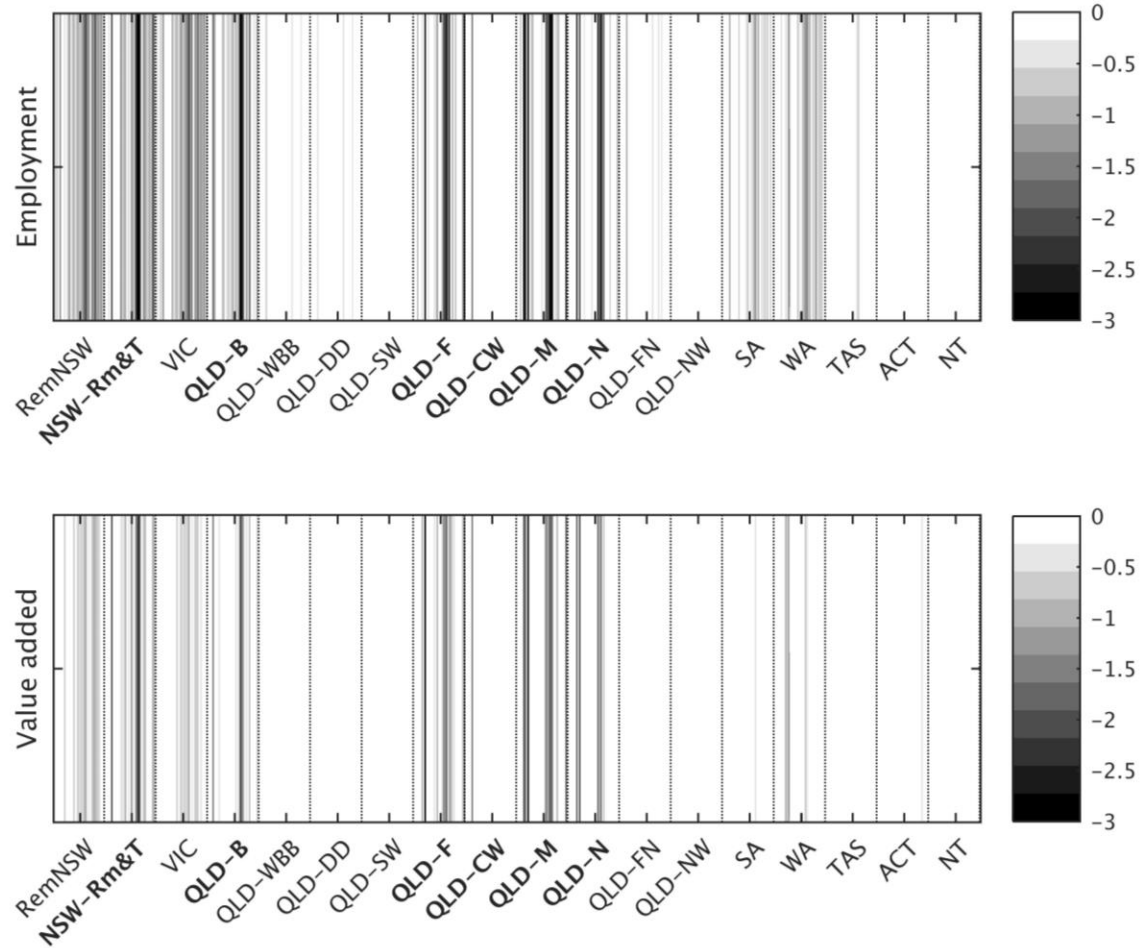 Employment
0
−0.5
−1
−1.5
−2
−2.5
−3
RemNSW
NSW−Rm&T
VIC
QLD−B
QLD−WBB
QLD−DD
QLD−SW
QLD−F
QLD−CW
QLD−M
QLD−N
QLD−FN
QLD−NW
SA
WA
TAS
ACT
NT
Value added
0
−0.5
−1
−1.5
−2
−2.5
−3
RemNSW
NSW−Rm&T
VIC
QLD−B
QLD−WBB
QLD−DD
QLD−SW
QLD−F
QLD−CW
QLD−M
QLD−N
QLD−FN
QLD−NW
SA
WA
TAS
ACT
NT